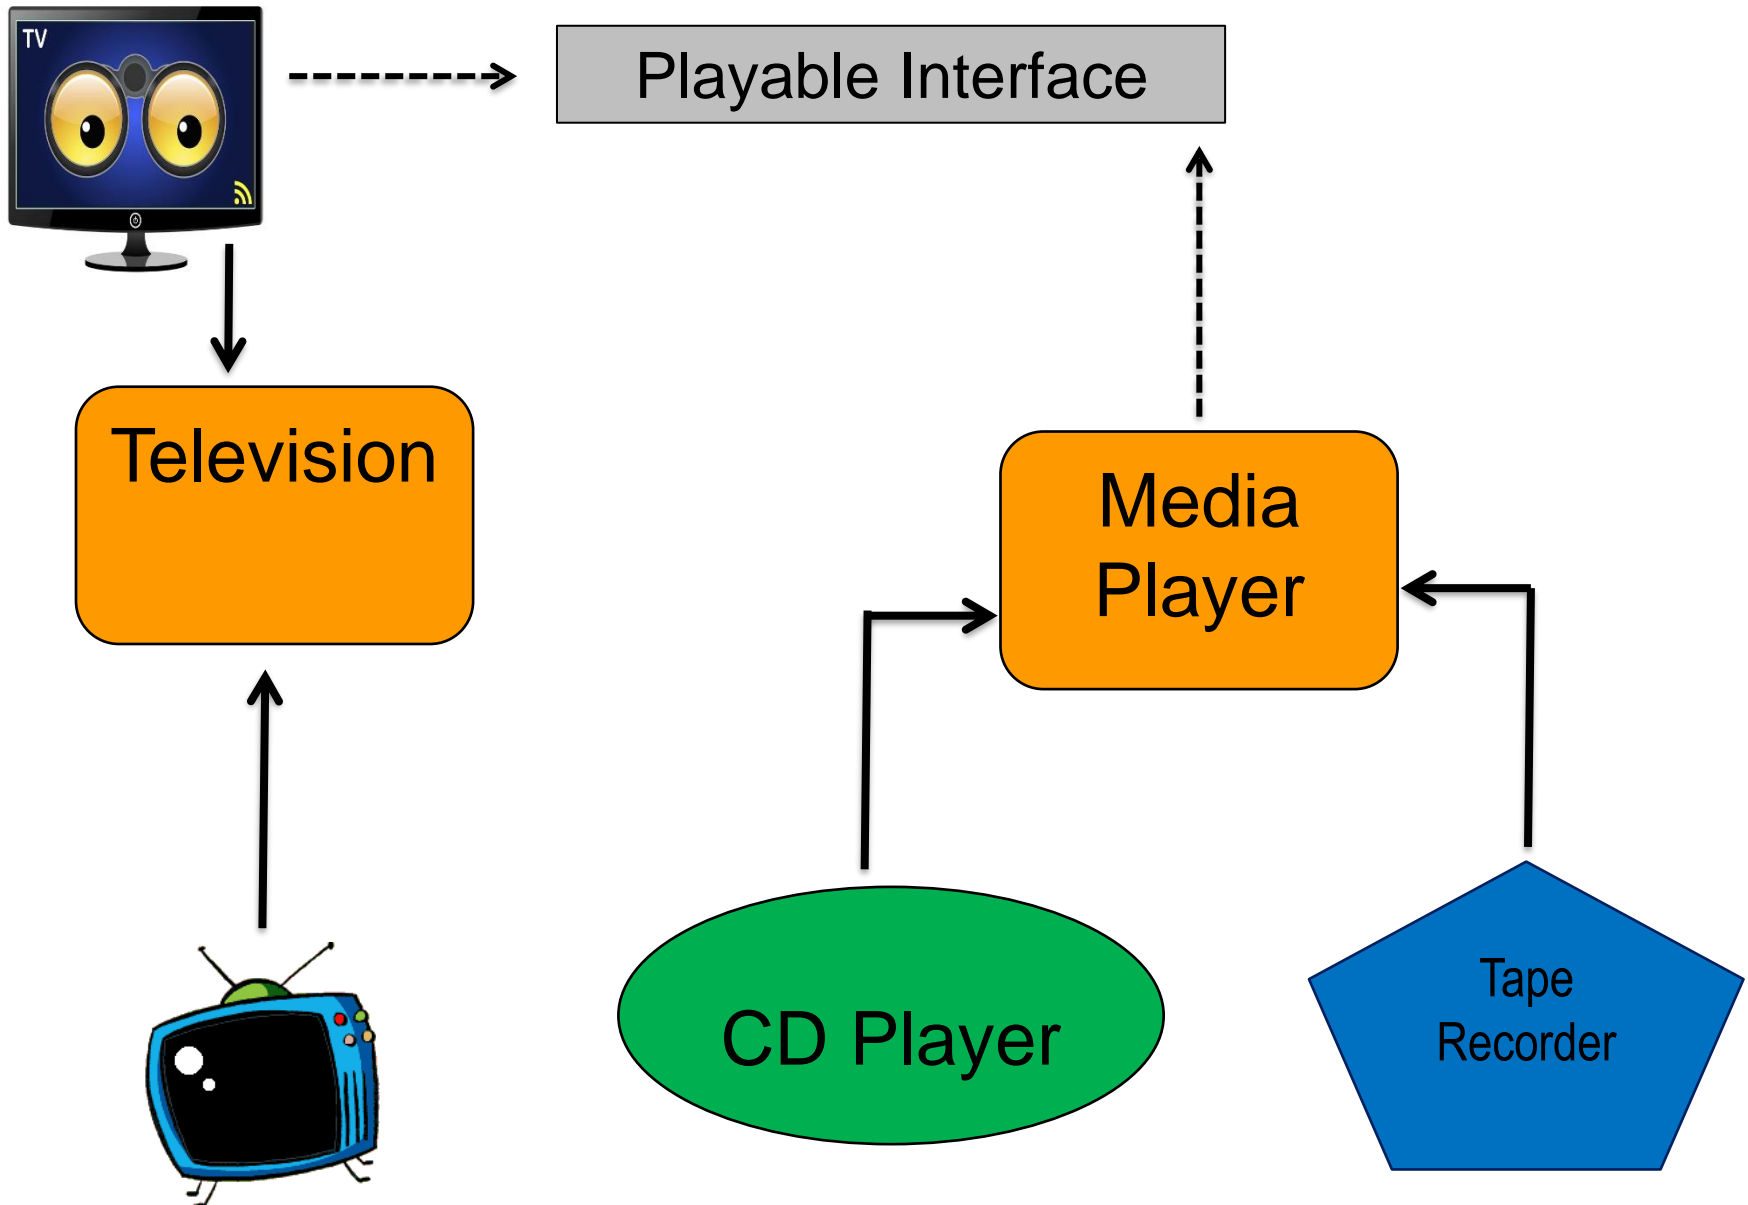 TV
Playable Interface
Television
Media
Player
CD Player
Tape
Recorder